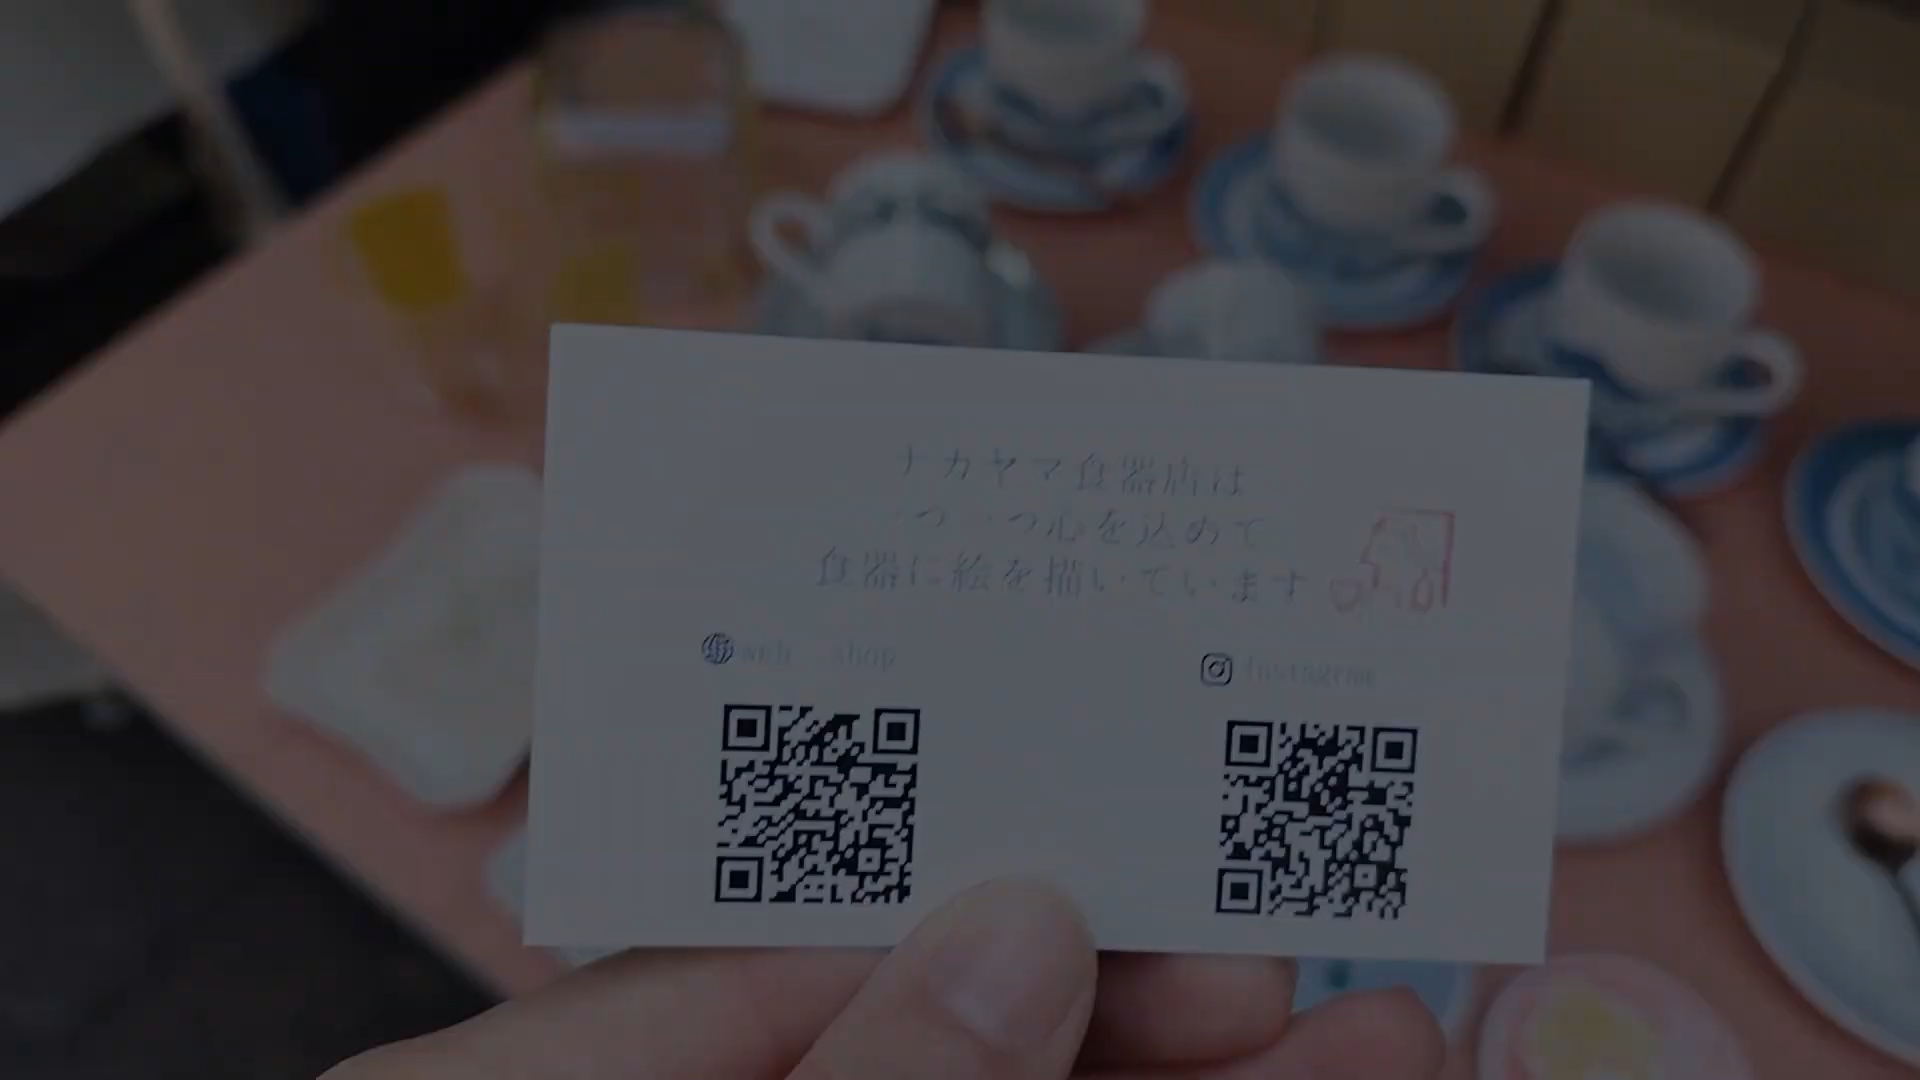 ナカヤマ食器店は
一つ一つ心を込めて
食器に絵を描いています
web shop
Instagram